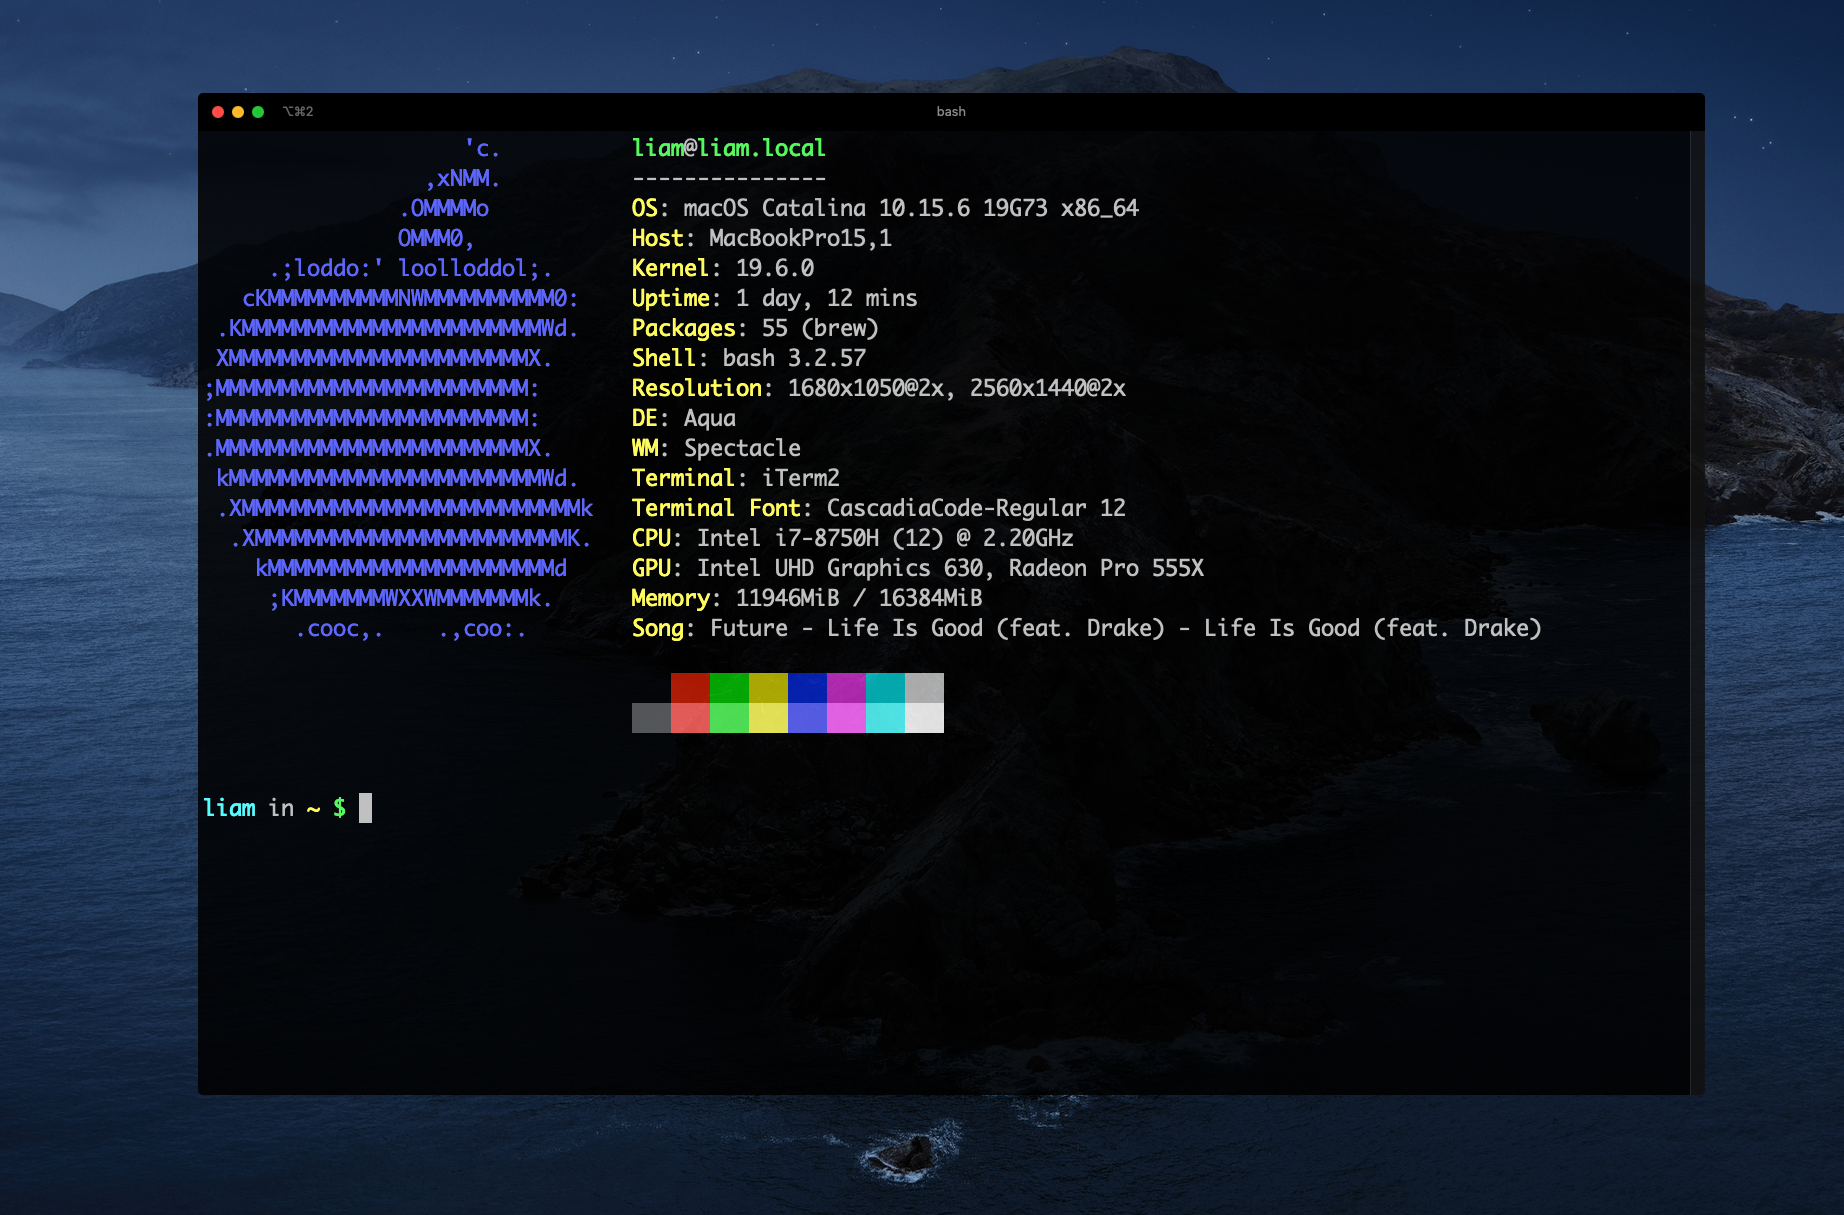 ⌥⌘2
bash
'c.
,xNMM.
.OMMMMo
OMMM0,
.;loddo:' loolloddol;.
cKMMMMMMMMMMNWMMMMMMMMMM0:
.KMMMMMMMMMMMMMMMMMMMMMMMWd.
XMMMMMMMMMMMMMMMMMMMMMMMX.
;MMMMMMMMMMMMMMMMMMMMMMMM:
:MMMMMMMMMMMMMMMMMMMMMMMM:
.MMMMMMMMMMMMMMMMMMMMMMMMX.
kMMMMMMMMMMMMMMMMMMMMMMMMWd.
.XMMMMMMMMMMMMMMMMMMMMMMMMMMk
.XMMMMMMMMMMMMMMMMMMMMMMMMK.
kMMMMMMMMMMMMMMMMMMMMMMd
;KMMMMMMMWXXWMMMMMMMk.
.cooc,. .,coo:.
liam@liam.local
---------------
OS: macOS Catalina 10.15.6 19G73 x86_64
Host: MacBookPro15,1
Kernel: 19.6.0
Uptime: 1 day, 12 mins
Packages: 55 (brew)
Shell: bash 3.2.57
Resolution: 1680x1050@2x, 2560x1440@2x
DE: Aqua
WM: Spectacle
Terminal: iTerm2
Terminal Font: CascadiaCode-Regular 12
CPU: Intel i7-8750H (12) @ 2.20GHz
GPU: Intel UHD Graphics 630, Radeon Pro 555X
Memory: 11946MiB / 16384MiB
Song: Future - Life Is Good (feat. Drake) - Life Is Good (feat. Drake)
liam in ~ $